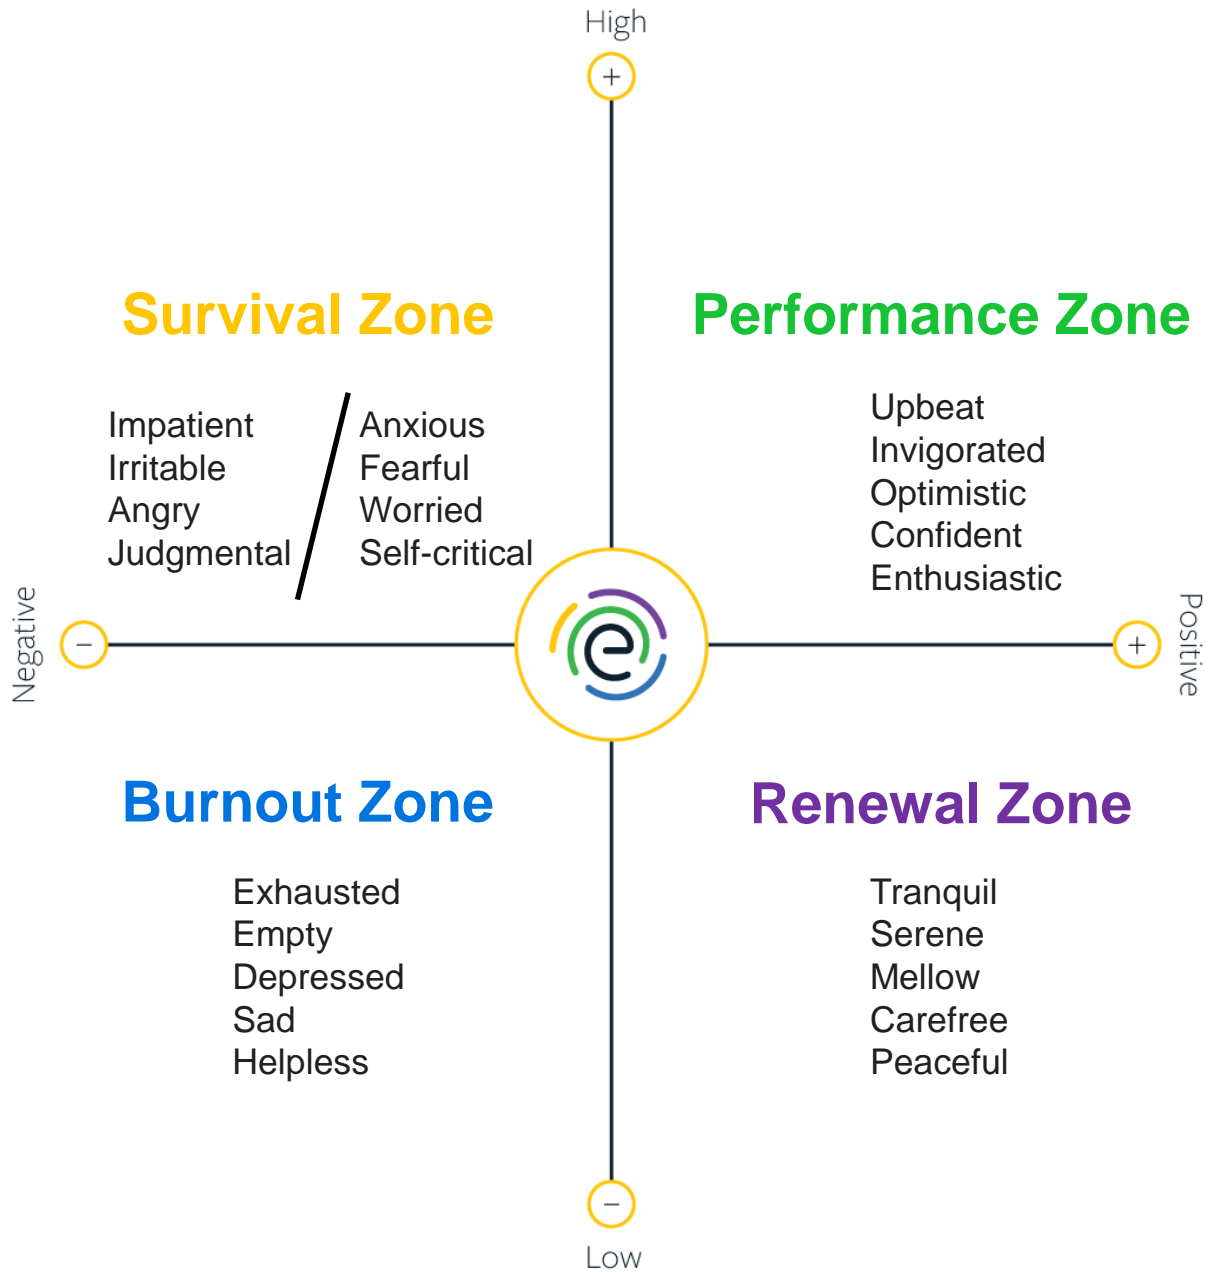 High
+
Survival Zone
Impatient
Irritable
Angry
Judgmental
Anxious
Fearful
Worried
Self-critical
Performance Zone
Upbeat
Invigorated
Optimistic
Confident
Enthusiastic
Negative
−
e
+
Positive
Burnout Zone
Exhausted
Empty
Depressed
Sad
Helpless
Renewal Zone
Tranquil
Serene
Mellow
Carefree
Peaceful
−
Low